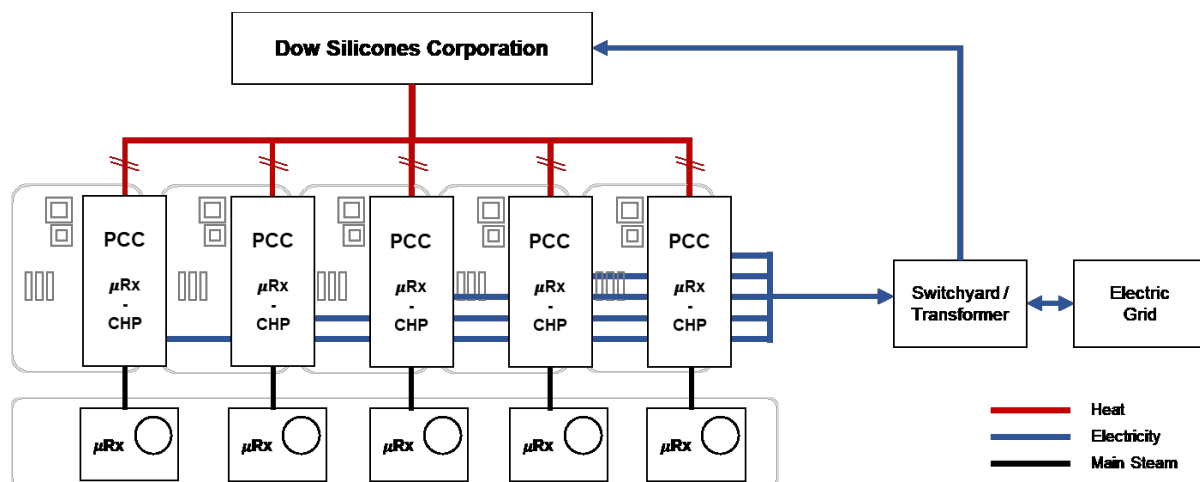 Dow Silicones Corporation
PCC
μRx
-
CHP
PCC
μRx
-
CHP
PCC
μRx
-
CHP
PCC
μRx
-
CHP
PCC
μRx
-
CHP
Switchyard /
Transformer
Electric
Grid
μRx
μRx
μRx
μRx
μRx
Heat
Electricity
Main Steam